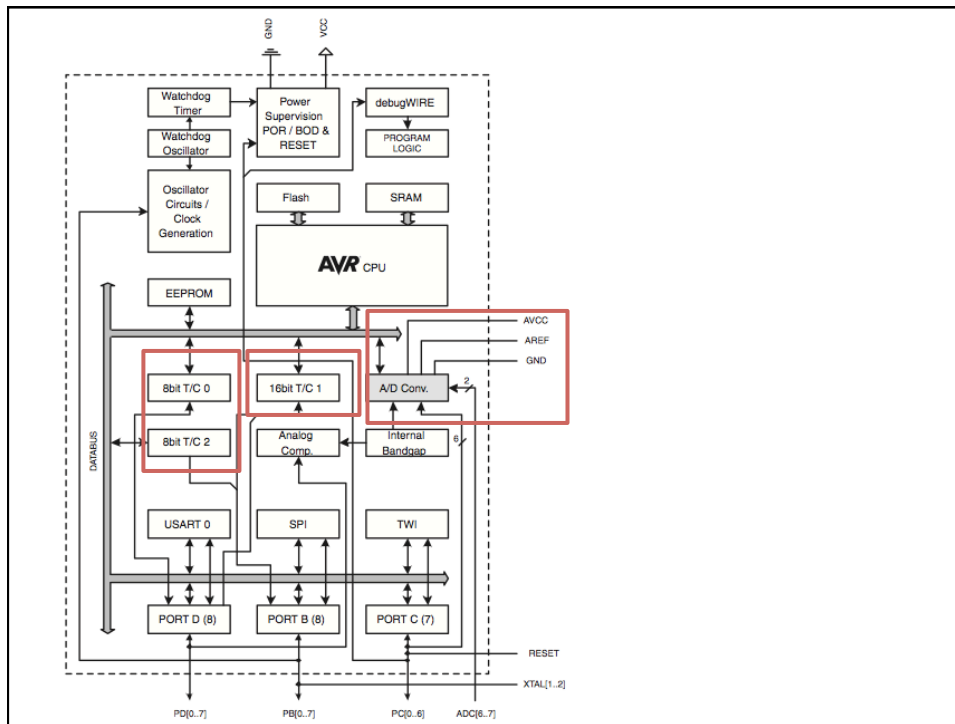 GND
VCC
Watchdog
Timer
Power
Supervision
POR / BOD &
RESET
debugWIRE
Watchdog
Oscillator
PROGRAM
LOGIC
Oscillator
Circuits /
Clock
Generation
Flash
SRAM
AVR CPU
EEPROM
AVCC
AREF
GND
8bit T/C 0
16bit T/C 1
A/D Conv.
2
8bit T/C 2
Analog
Comp.
Internal
Bandgap
6
DATABUS
USART 0
SPI
TWI
PORT D (8)
PORT B (8)
PORT C (7)
RESET
XTAL[1..2]
PD[0..7]
PB[0..7]
PC[0..6]
ADC[6..7]